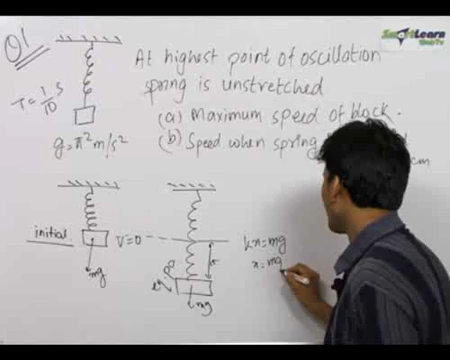 Q1
At highest point of oscillation
spring is unstretched
(a) Maximum speed of block.
(b) Speed when spring
cm
T = 1/10 s
g = π² m/s²
initial
V=0
mg
mg
kx = mg
x = mg
SmartLearn